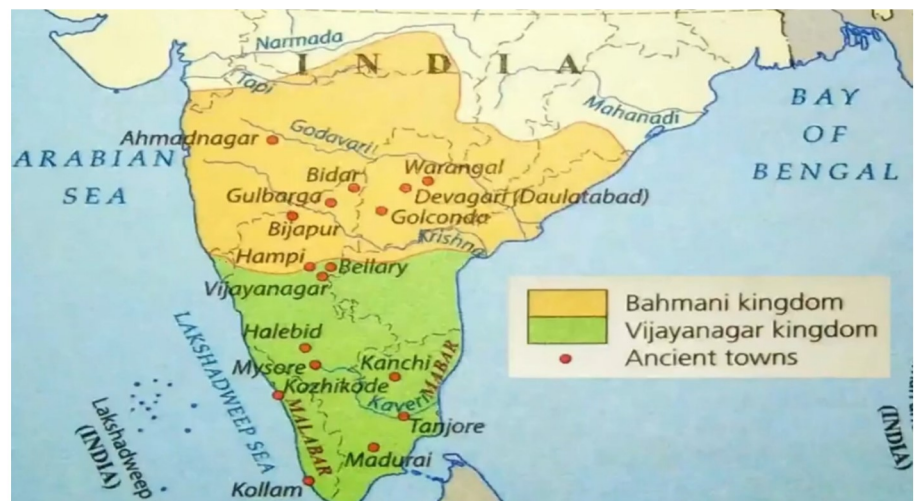 Narmada
I N D I A
Tapi
Mahanadi
BAY
OF
BENGAL
Ahmadnagar
Godavari
ARABIAN
SEA
Bidar
Warangal
Gulbarga
Devagari (Daulatabad)
Golconda
Bijapur
Krishna
Hampi
Bellary
Vijayanagar
Bahmani kingdom
Vijayanagar kingdom
Ancient towns
LAKSHADWEEP SEA
Halebid
Mysore
Kanchi
MABAR
Kozhikode
Kaveri
MALABAR
Tanjore
Lakshadweep
(INDIA)
Madurai
Kollam
(INDIA)